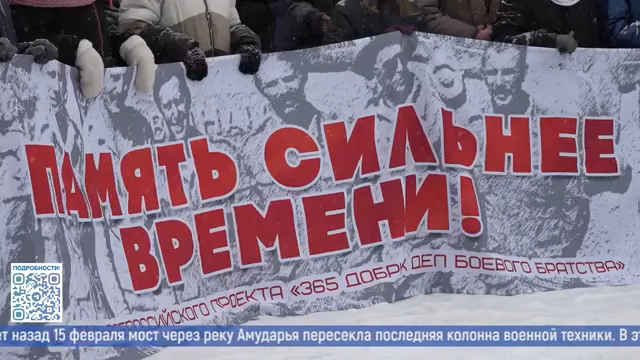 ПАМЯТЬ СИЛЬНЕЕ
ВРЕМЕНИ!
ПРОЕКТА «365 ДОБРЫХ ДЕЛ БОЕВОГО БРАТСТВА»
ПОДРОБНОСТИ:
назад 15 февраля мост через реку Амударья пересекла последняя колонна военной техники. В